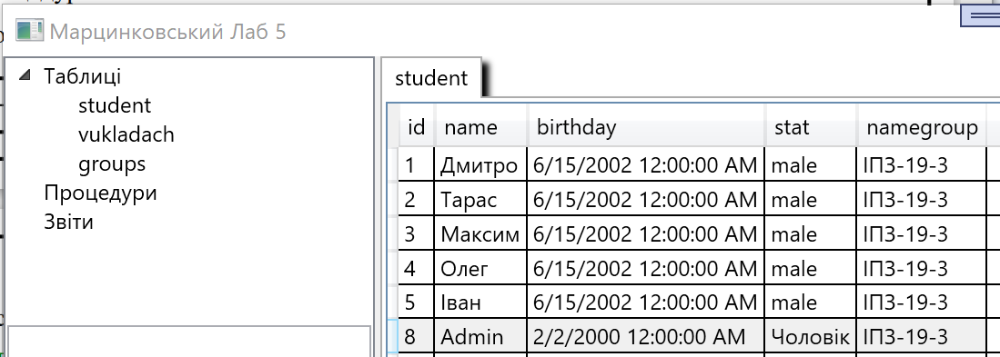 Марцинковський Лаб 5
Таблиці
student
vukladach
groups
Процедури
Звіти
student
id name birthday stat namegroup
1 Дмитро 6/15/2002 12:00:00 AM male ІПЗ-19-3
2 Тарас 6/15/2002 12:00:00 AM male ІПЗ-19-3
3 Максим 6/15/2002 12:00:00 AM male ІПЗ-19-3
4 Олег 6/15/2002 12:00:00 AM male ІПЗ-19-3
5 Іван 6/15/2002 12:00:00 AM male ІПЗ-19-3
8 Admin 2/2/2000 12:00:00 AM Чоловік ІПЗ-19-3